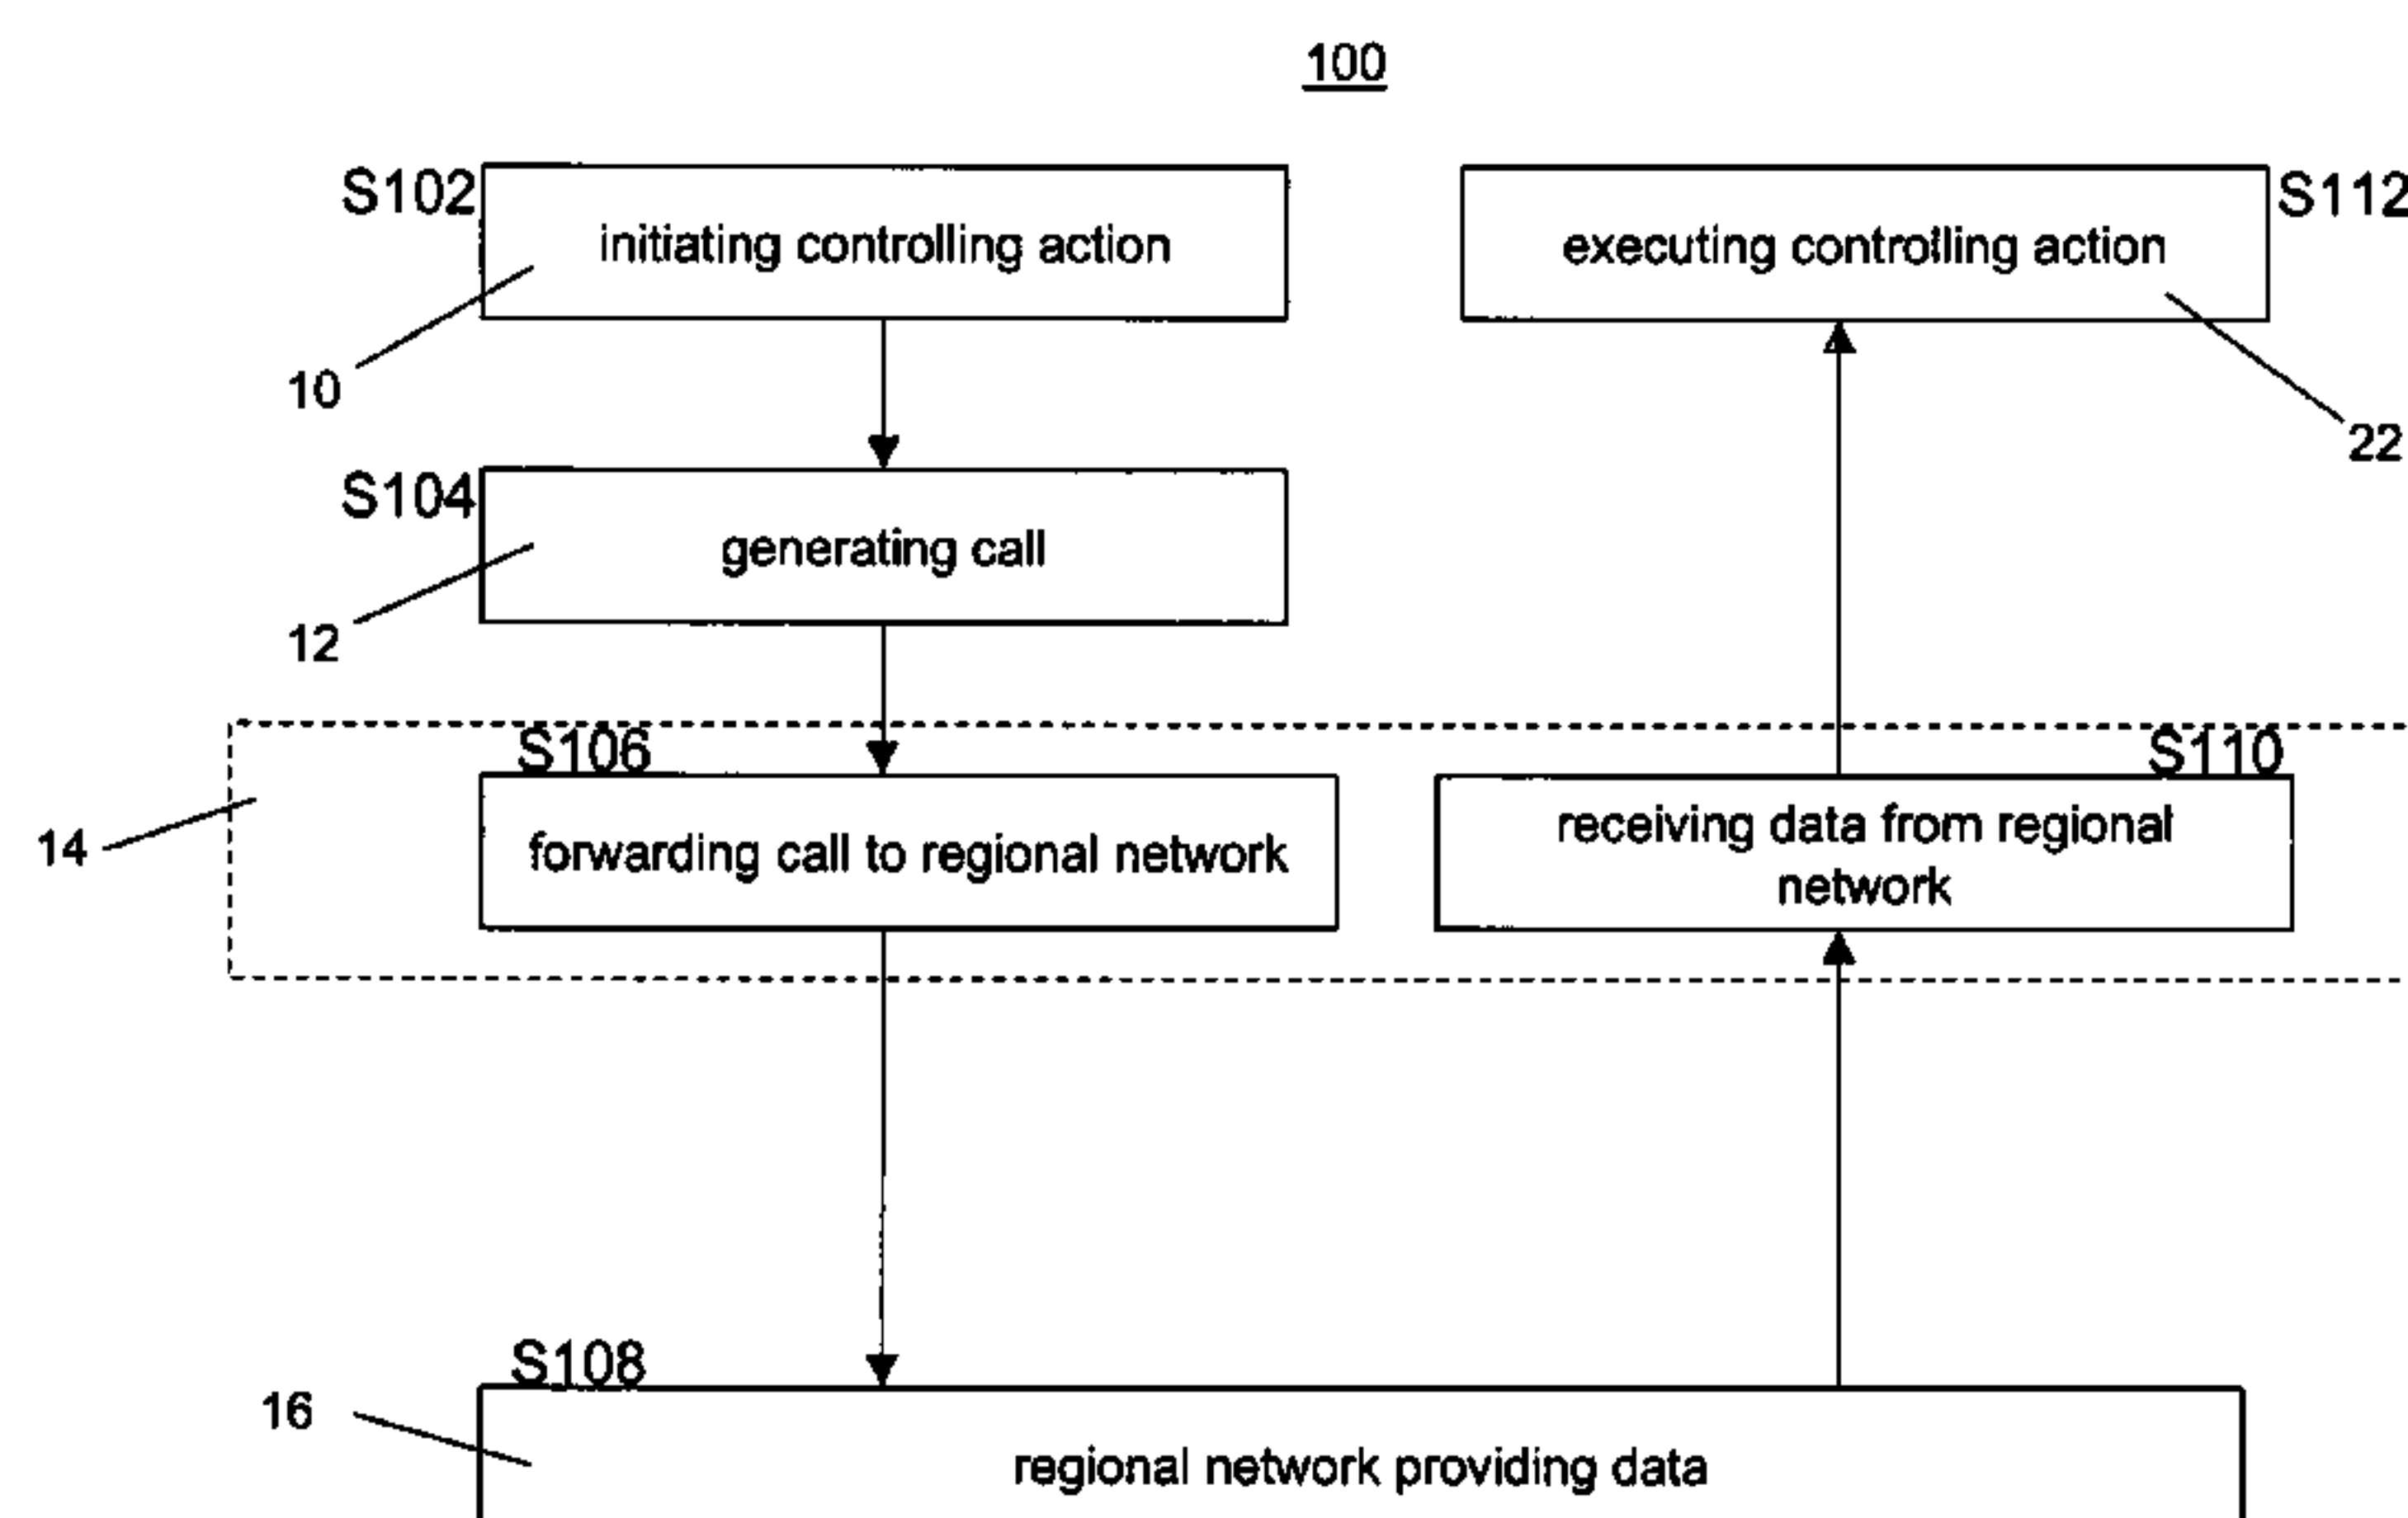 100
S102
initiating controlling action
10
S112
executing controlling action
22
S104
generating call
12
S106
forwarding call to regional network
14
S110
receiving data from regional
network
S108
16
regional network providing data